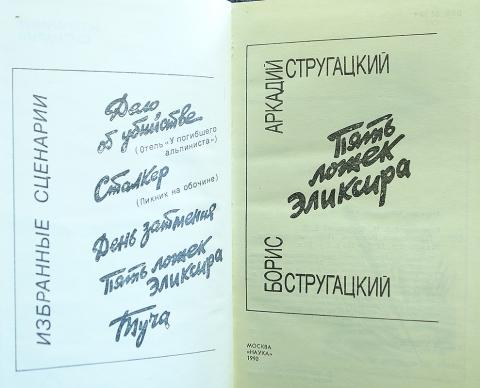 ИЗБРАННЫЕ СЦЕНАРИИ
Дело
об убийстве
(Отель «У погибшего
альпиниста»)
Сталкер
(Пикник на обочине)
День затмения
Пять ложек
эликсира
Туча
АРКАДИЙ
СТРУГАЦКИЙ
Пять
ложек
эликсира
БОРИС
СТРУГАЦКИЙ
МОСКВА
«НАУКА»
1990